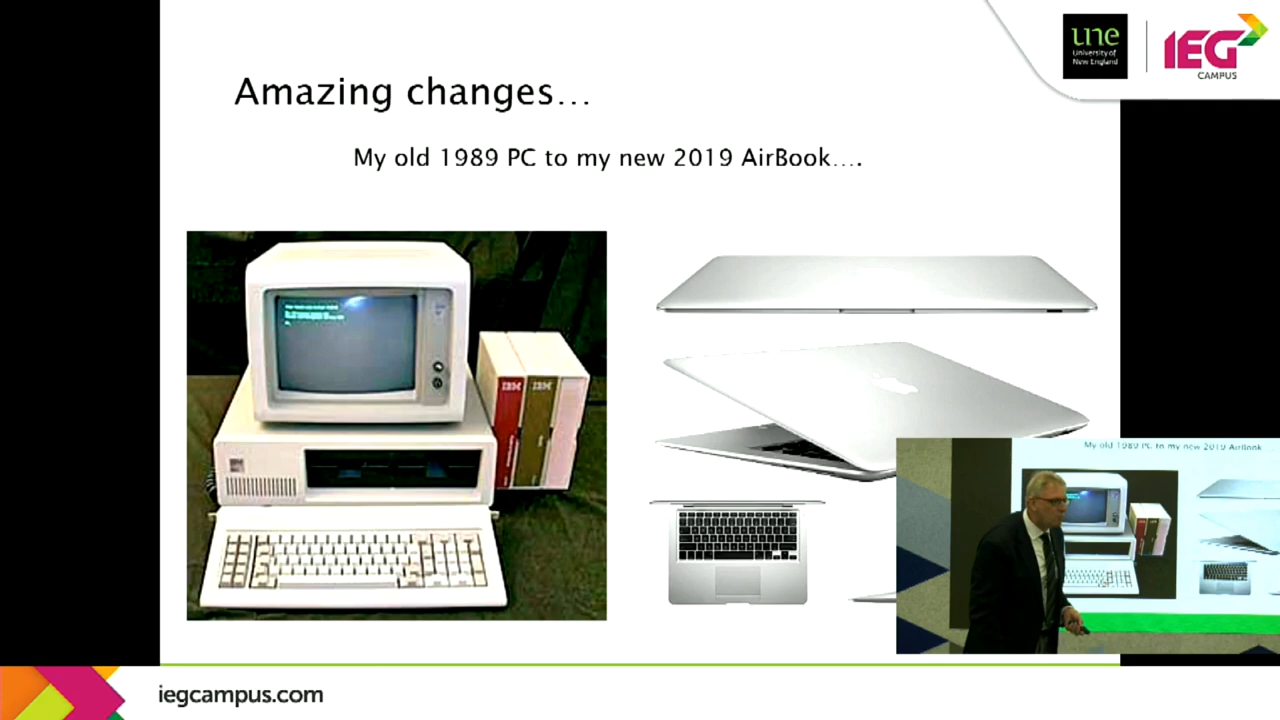 une
University of
New England
IEG
CAMPUS
Amazing changes…
My old 1989 PC to my new 2019 AirBook….
IBM
IBM
My old 1989 PC to my new 2019 AirBook
iegcampus.com